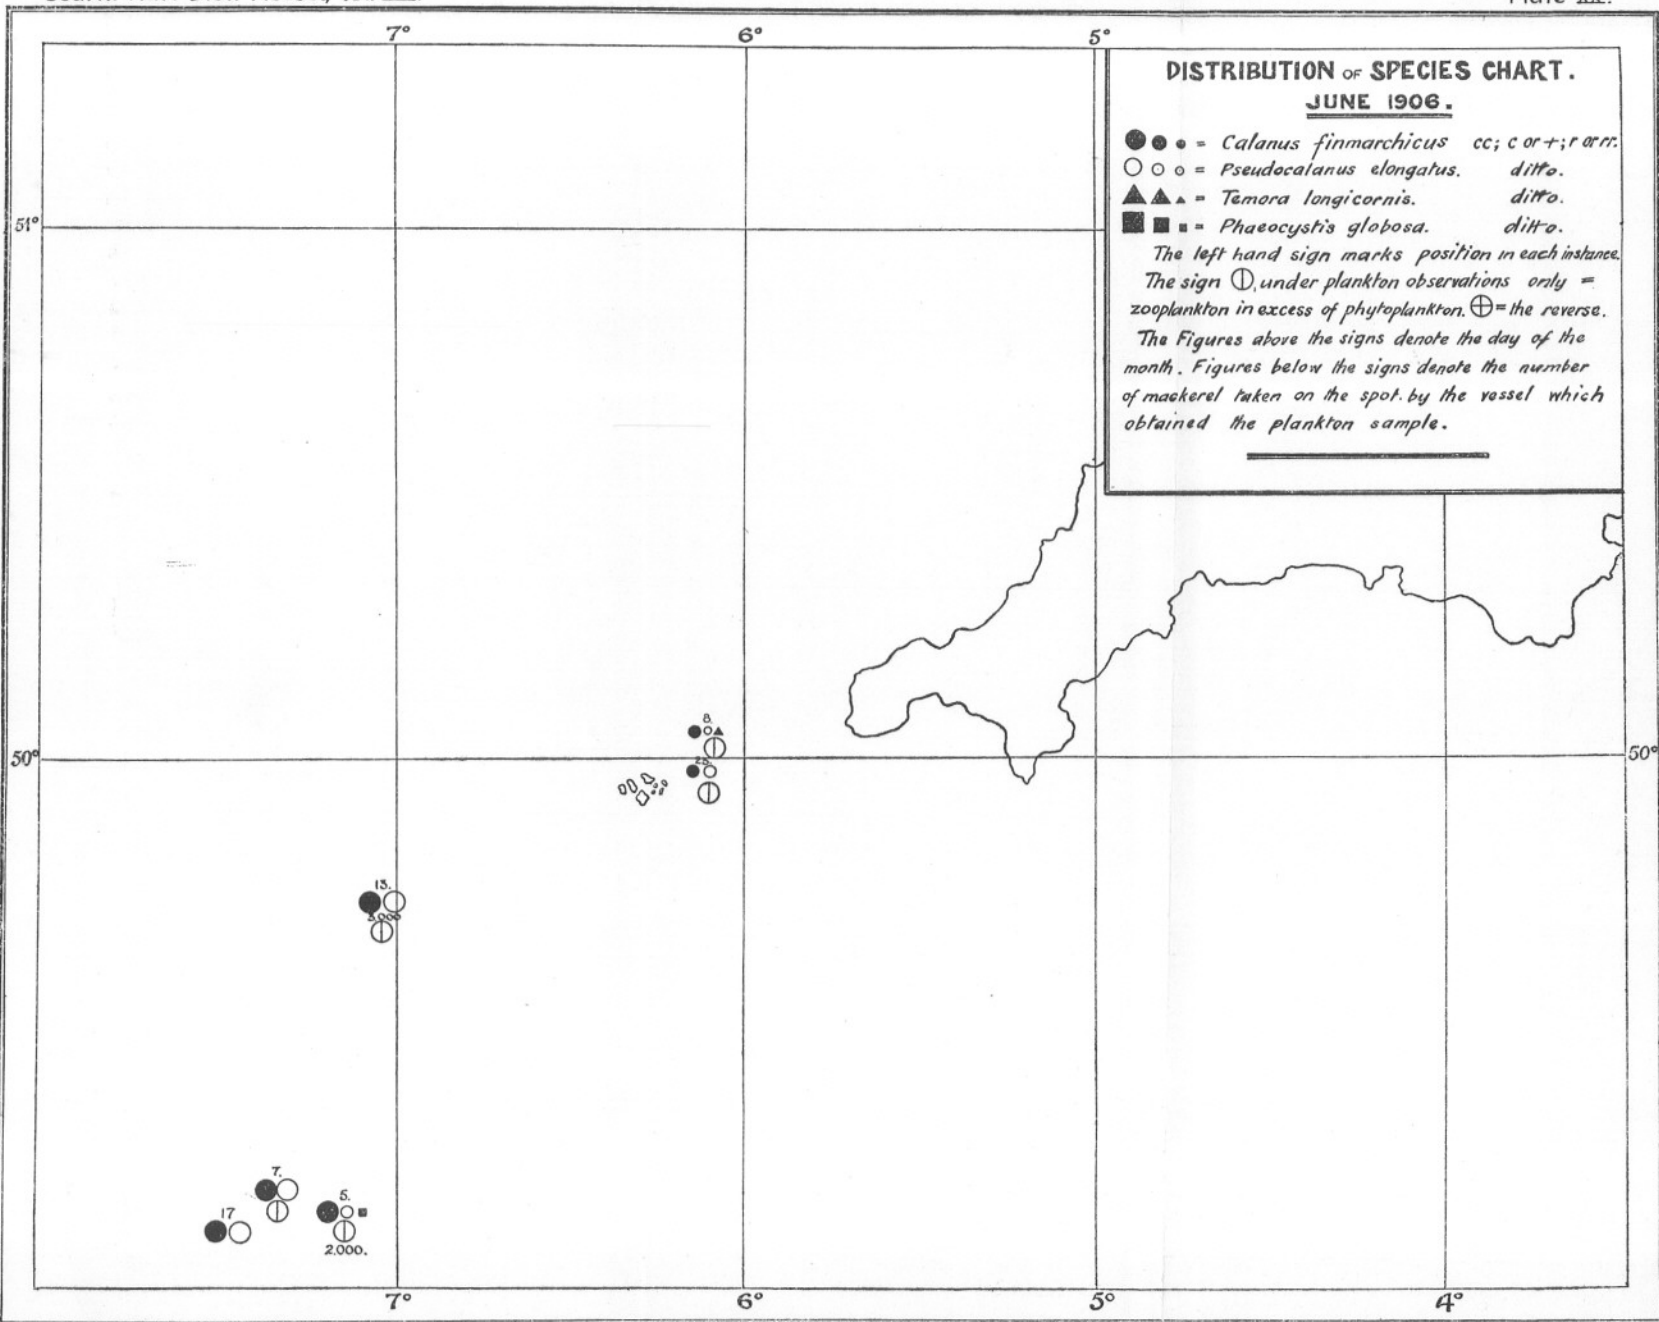 7° 6° 5°
DISTRIBUTION OF SPECIES CHART.
JUNE 1906.
= Calanus finmarchicus cc; c or +; r or rr.
= Pseudocalanus elongatus. ditto.
= Temora longicornis. ditto.
= Phaeocystis globosa. ditto.
The left hand sign marks position in each instance.
The sign , under plankton observations only =
zooplankton in excess of phytoplankton. = the reverse.
The Figures above the signs denote the day of the
month. Figures below the signs denote the number
of mackerel taken on the spot. by the vessel which
obtained the plankton sample.
51°
8.
50° 50°
25.
13.
3,000
7.
5.
17
2,000.
7° 6° 5° 4°